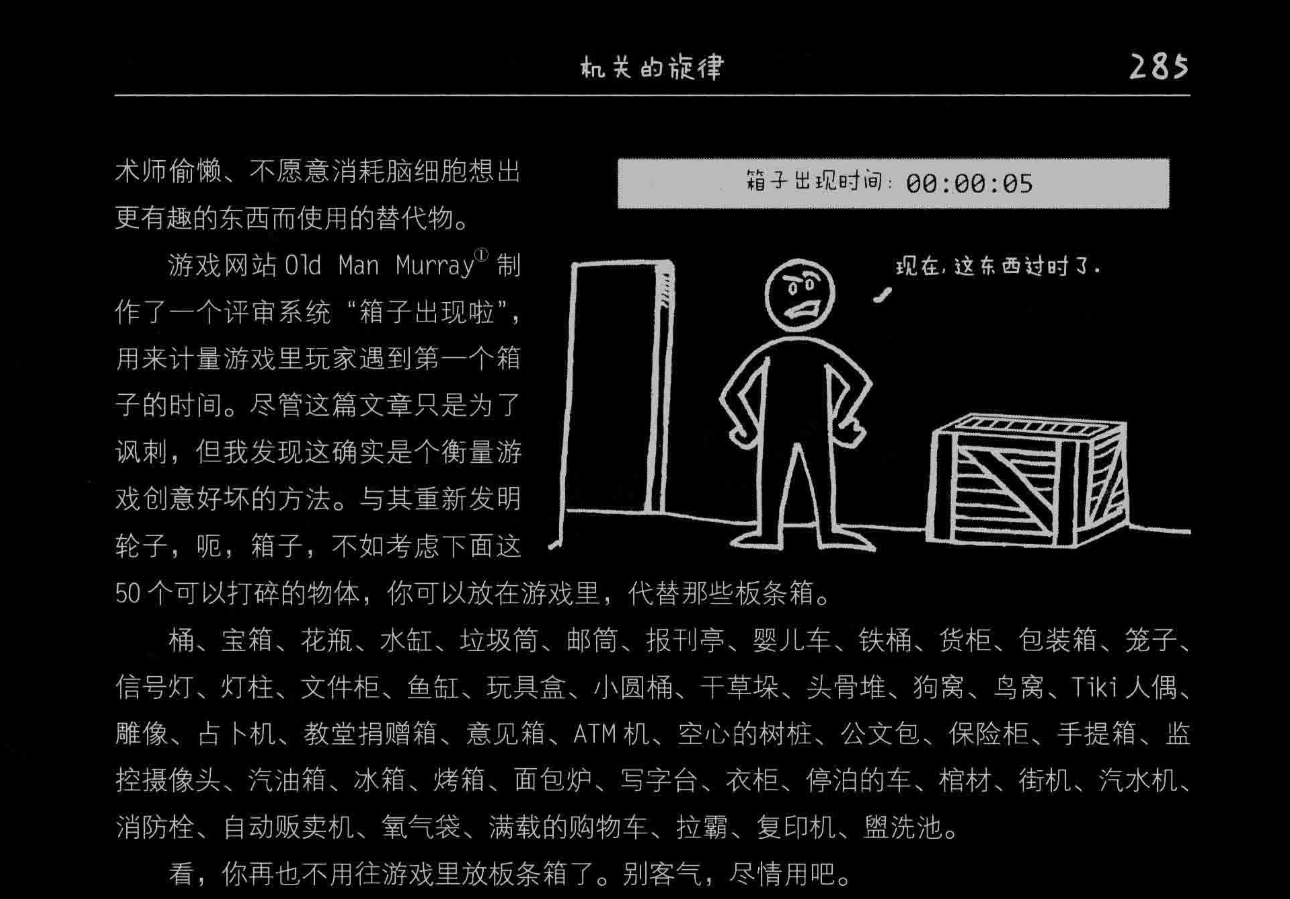 机关的旋律
285
术师偷懒、不愿意消耗脑细胞想出
更有趣的东西而使用的替代物。
游戏网站 Old Man Murray① 制
作了一个评审系统“箱子出现啦”，
用来计量游戏里玩家遇到第一个箱
子的时间。尽管这篇文章只是为了
讽刺，但我发现这确实是个衡量游
戏创意好坏的方法。与其重新发明
轮子，呃，箱子，不如考虑下面这
箱子出现时间：00:00:05
现在，这东西过时了．
50 个可以打碎的物体，你可以放在游戏里，代替那些板条箱。
桶、宝箱、花瓶、水缸、垃圾筒、邮筒、报刊亭、婴儿车、铁桶、货柜、包装箱、笼子、
信号灯、灯柱、文件柜、鱼缸、玩具盒、小圆桶、干草垛、头骨堆、狗窝、鸟窝、Tiki 人偶、
雕像、占卜机、教堂捐赠箱、意见箱、ATM 机、空心的树桩、公文包、保险柜、手提箱、监
控摄像头、汽油箱、冰箱、烤箱、面包炉、写字台、衣柜、停泊的车、棺材、街机、汽水机、
消防栓、自动贩卖机、氧气袋、满载的购物车、拉霸、复印机、盥洗池。
看，你再也不用往游戏里放板条箱了。别客气，尽情用吧。